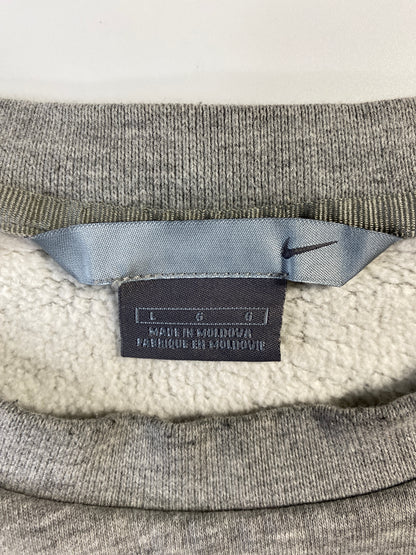 L G G
MADE IN MOLDOVA
FABRIQUE EN MOLDOVIE